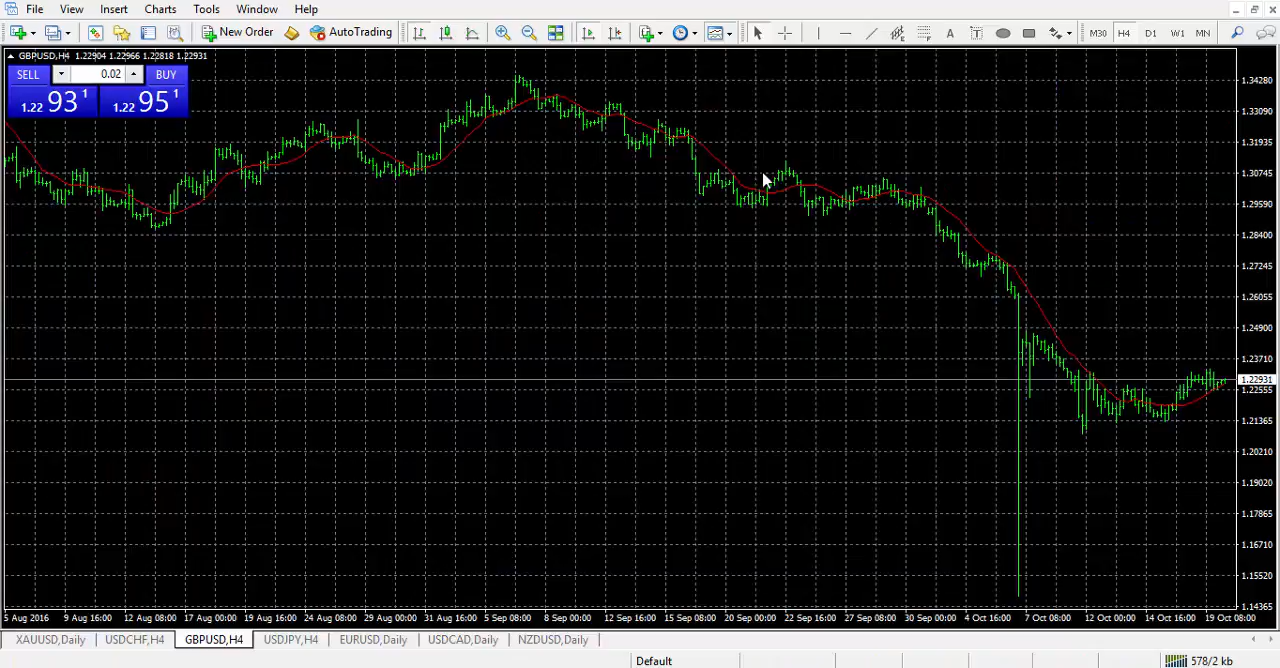 File View Insert Charts Tools Window Help
New Order AutoTrading A T M30 H4 D1 W1 MN
GBPUSD,H4 1.22904 1.22966 1.22818 1.22931
SELL 0.02 BUY
1.22 93 1 1.22 95 1
1.34280
1.33090
1.31935
1.30745
1.29590
1.28400
1.27245
1.26055
1.24900
1.23710
1.22931
1.22555
1.21365
1.20210
1.19020
1.17865
1.16710
1.15520
1.14365
5 Aug 2016 9 Aug 16:00 12 Aug 08:00 17 Aug 00:00 19 Aug 16:00 24 Aug 08:00 29 Aug 00:00 31 Aug 16:00 5 Sep 08:00 8 Sep 00:00 12 Sep 16:00 15 Sep 08:00 20 Sep 00:00 22 Sep 16:00 27 Sep 08:00 30 Sep 00:00 4 Oct 16:00 7 Oct 08:00 12 Oct 00:00 14 Oct 16:00 19 Oct 08:00
XAUUSD,Daily USDCHF,H4 GBPUSD,H4 USDJPY,H4 EURUSD,Daily USDCAD,Daily NZDUSD,Daily
Default 578/2 kb